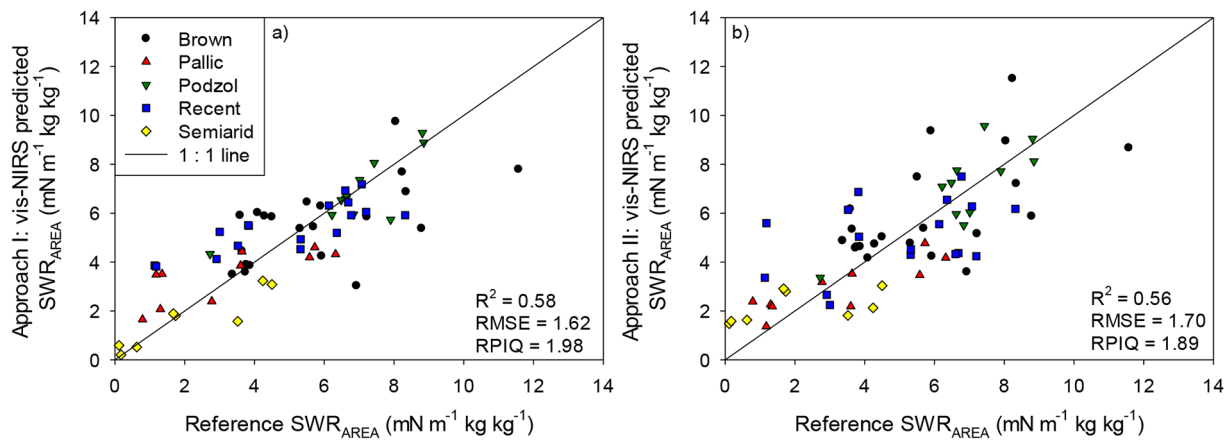 Approach I: vis-NIRS predicted
SWR_AREA (mN m⁻¹ kg kg⁻¹)
14
12
10
8
6
4
2
0
a)
Brown
Pallic
Podzol
Recent
Semiarid
1 : 1 line
R² = 0.58
RMSE = 1.62
RPIQ = 1.98
0 2 4 6 8 10 12 14
Reference SWR_AREA (mN m⁻¹ kg kg⁻¹)
Approach II: vis-NIRS predicted
SWR_AREA (mN m⁻¹ kg kg⁻¹)
14
12
10
8
6
4
2
0
b)
R² = 0.56
RMSE = 1.70
RPIQ = 1.89
0 2 4 6 8 10 12 14
Reference SWR_AREA (mN m⁻¹ kg kg⁻¹)